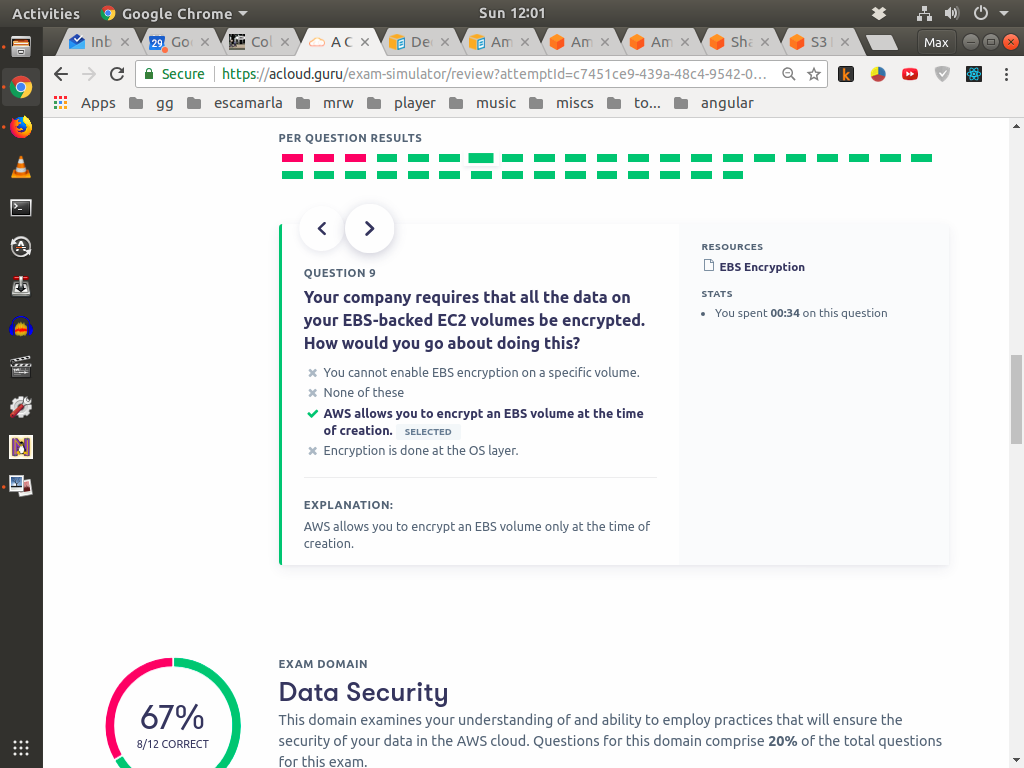 Activities
Google Chrome
Sun 12:01
Inb
29
Go
Col
A C
De
Am
Am
Am
Sha
S3
Max
Secure
https://acloud.guru/exam-simulator/review?attemptId=c7451ce9-439a-48c4-9542-0...
Apps
gg
escamarla
mrw
player
music
miscs
to...
angular
PER QUESTION RESULTS
QUESTION 9
Your company requires that all the data on
your EBS-backed EC2 volumes be encrypted.
How would you go about doing this?
You cannot enable EBS encryption on a specific volume.
None of these
AWS allows you to encrypt an EBS volume at the time
of creation. SELECTED
Encryption is done at the OS layer.
EXPLANATION:
AWS allows you to encrypt an EBS volume only at the time of
creation.
RESOURCES
EBS Encryption
STATS
You spent 00:34 on this question
67%
8/12 CORRECT
EXAM DOMAIN
Data Security
This domain examines your understanding of and ability to employ practices that will ensure the
security of your data in the AWS cloud. Questions for this domain comprise 20% of the total questions
for this exam.